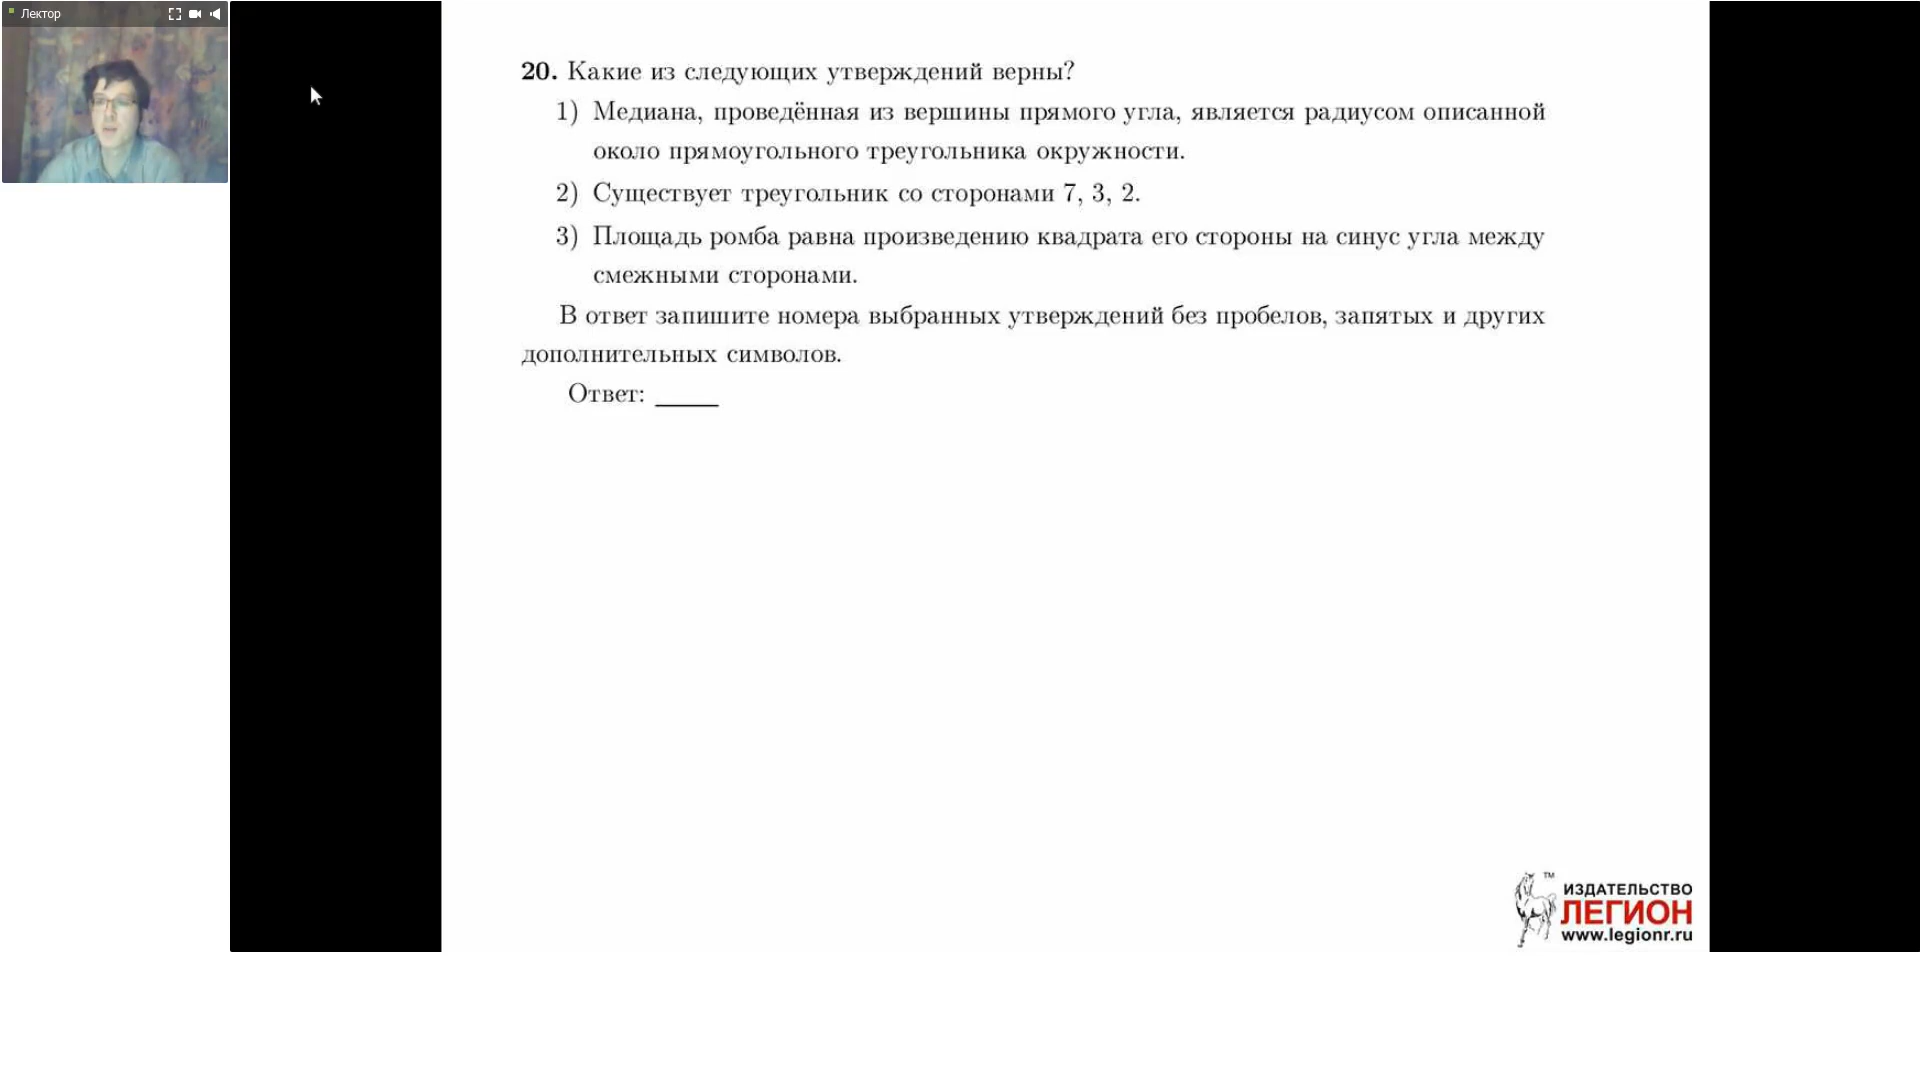 Лектор
20. Какие из следующих утверждений верны?
1) Медиана, проведённая из вершины прямого угла, является радиусом описанной
около прямоугольного треугольника окружности.
2) Существует треугольник со сторонами 7, 3, 2.
3) Площадь ромба равна произведению квадрата его стороны на синус угла между
смежными сторонами.
В ответ запишите номера выбранных утверждений без пробелов, запятых и других
дополнительных символов.
Ответ: _____
TM
ИЗДАТЕЛЬСТВО
ЛЕГИОН
www.legionr.ru